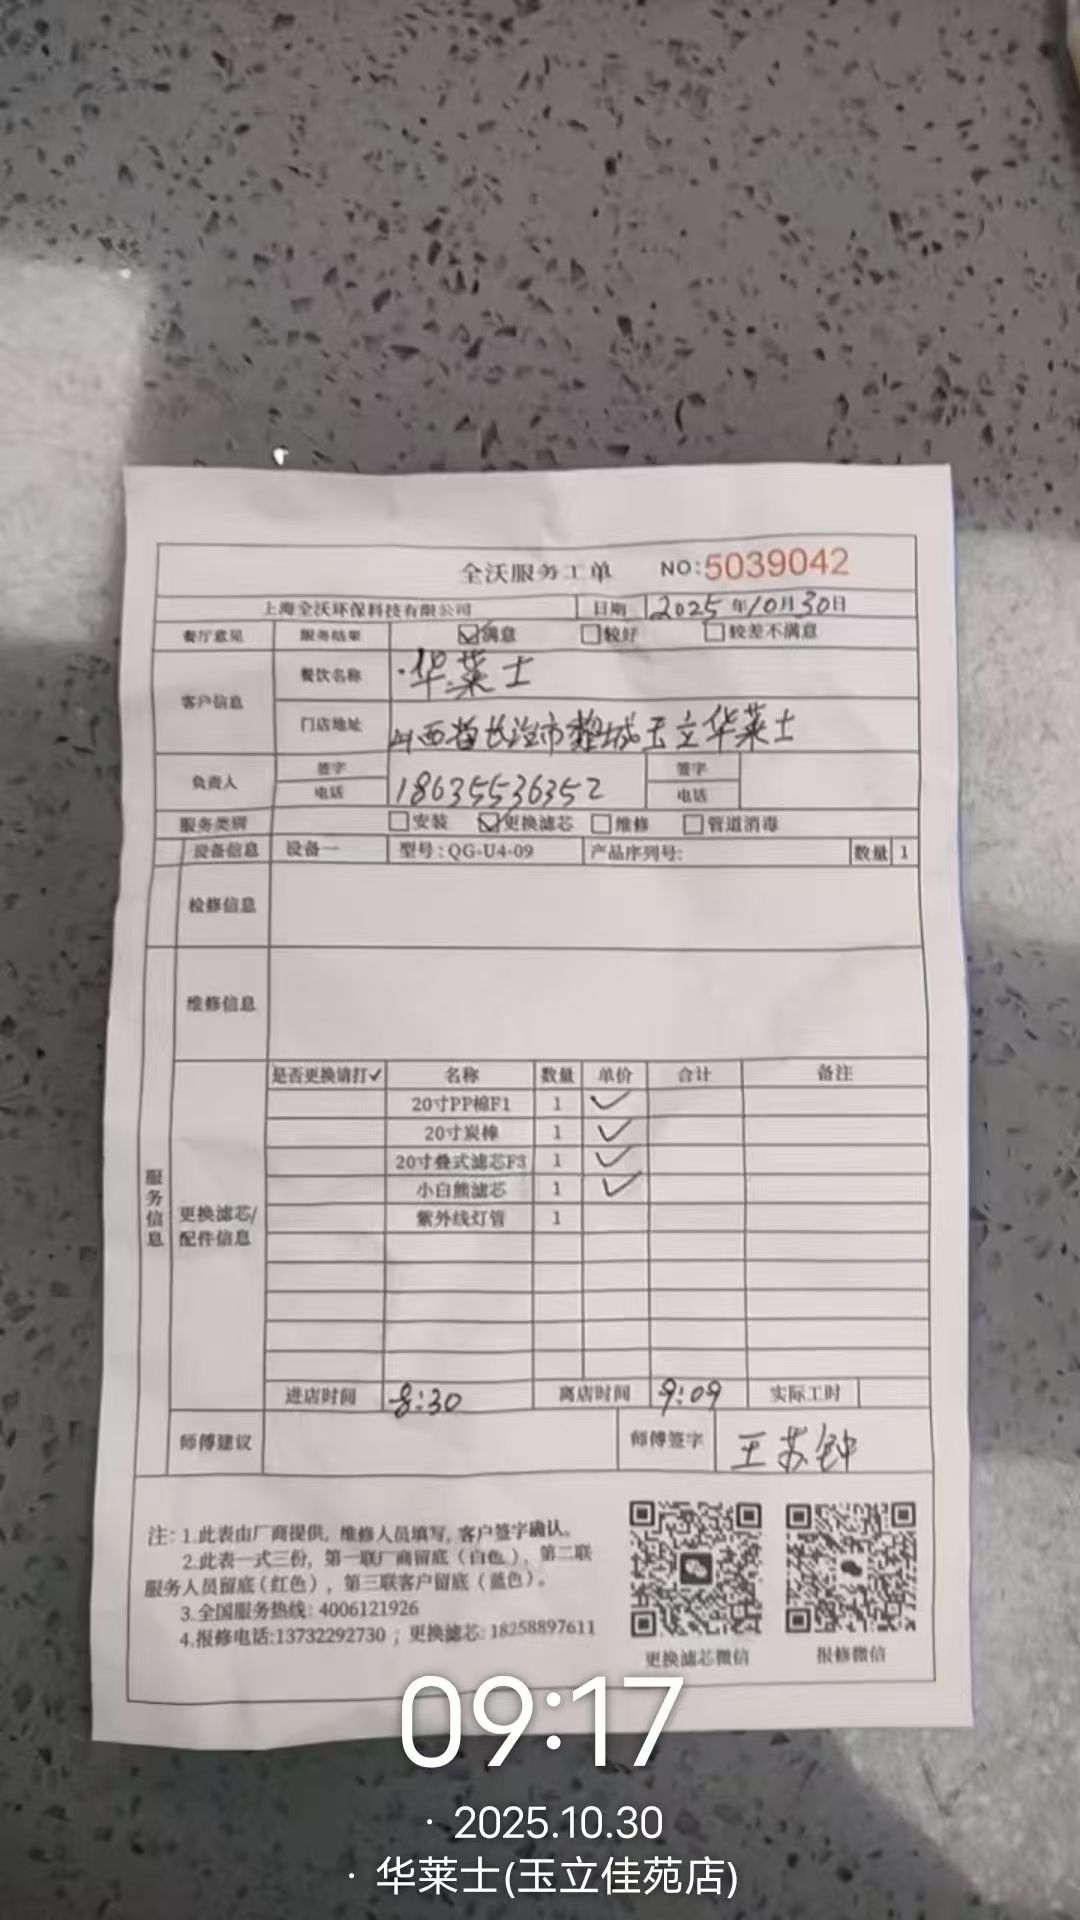 全沃服务工单 NO:5039042
上海全沃环保科技有限公司 日期 2025年10月30日
餐厅意见 服务结果 ☑满意 □较好 □较差不满意
客户信息 餐饮名称 华莱士
门店地址 山西省长治市黎城玉立华莱士
负责人 签字 签字
电话 18635536352 电话
服务类别 □安装 ☑更换滤芯 □维修 □管道消毒
设备信息 设备一 型号:QG-U4-09 产品序列号: 数量 1
检修信息
维修信息
服务信息
更换滤芯/配件信息
是否更换请打✓ 名称 数量 单价 合计 备注
20寸PP棉F1 1 ✓
20寸炭棒 1 ✓
20寸叠式滤芯F3 1 ✓
小白熊滤芯 1 ✓
紫外线灯管 1
进店时间 8:30 离店时间 9:09 实际工时
师傅建议 师傅签字 王苏钟
注: 1.此表由厂商提供, 维修人员填写, 客户签字确认。
2.此表一式三份, 第一联厂商留底(白色), 第二联
服务人员留底(红色), 第三联客户留底(蓝色)。
3.全国服务热线: 4006121926
4.报修电话:13732292730 ; 更换滤芯: 18258897611
更换滤芯微信 报修微信
09:17
· 2025.10.30
· 华莱士(玉立佳苑店)